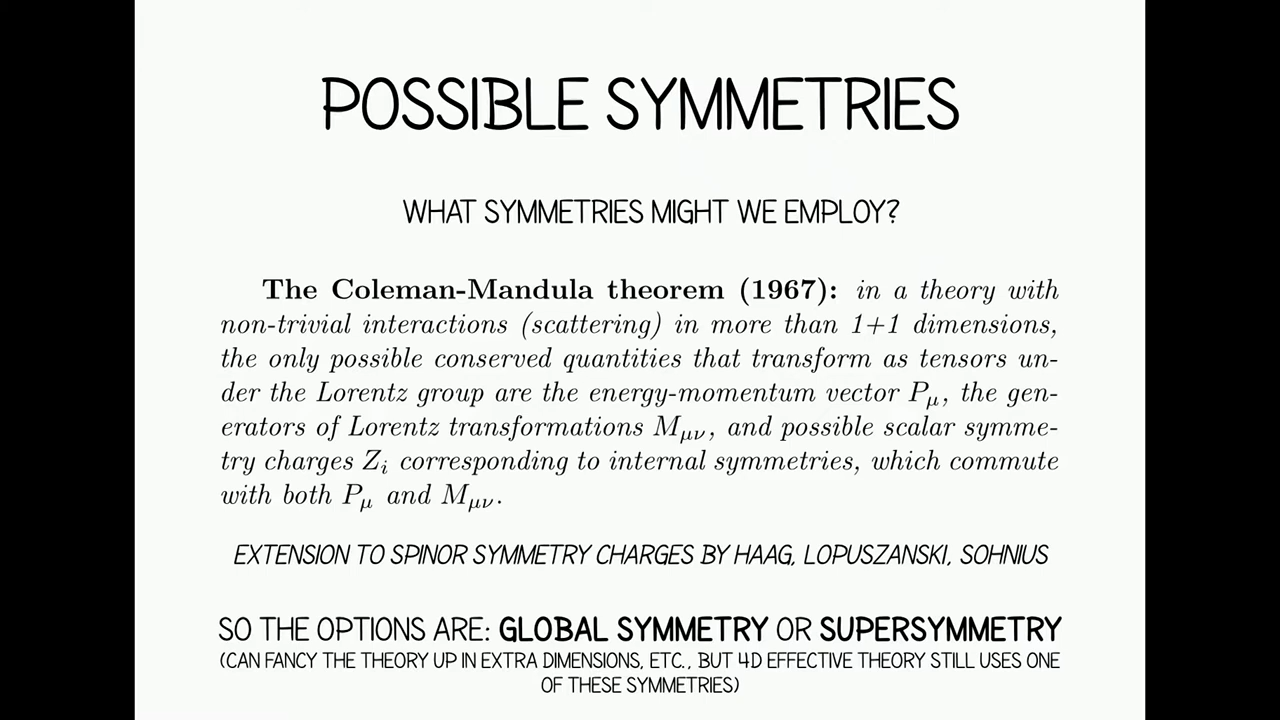 POSSIBLE SYMMETRIES
WHAT SYMMETRIES MIGHT WE EMPLOY?
The Coleman-Mandula theorem (1967): in a theory with
non-trivial interactions (scattering) in more than 1+1 dimensions,
the only possible conserved quantities that transform as tensors un-
der the Lorentz group are the energy-momentum vector Pμ, the gen-
erators of Lorentz transformations Mμν, and possible scalar symme-
try charges Zi corresponding to internal symmetries, which commute
with both Pμ and Mμν.
EXTENSION TO SPINOR SYMMETRY CHARGES BY HAAG, LOPUSZANSKI, SOHNIUS
SO THE OPTIONS ARE: GLOBAL SYMMETRY OR SUPERSYMMETRY
(CAN FANCY THE THEORY UP IN EXTRA DIMENSIONS, ETC., BUT 4D EFFECTIVE THEORY STILL USES ONE
OF THESE SYMMETRIES)